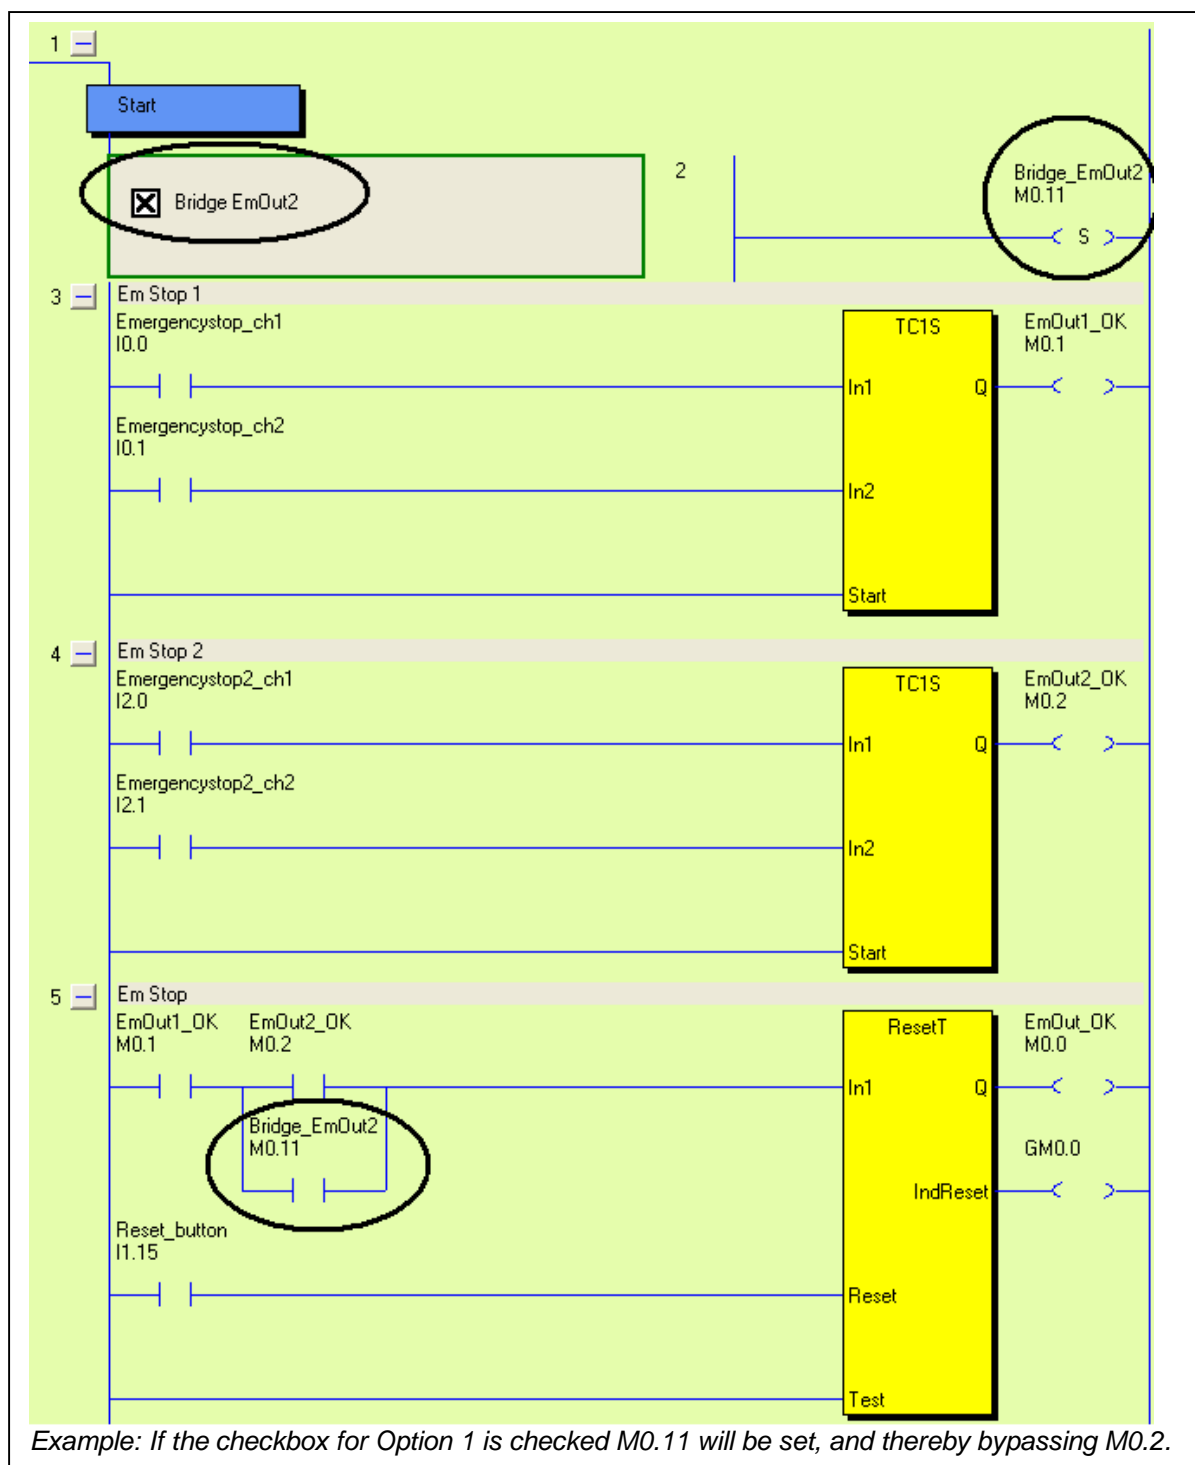 1
Start
Bridge EmOut2
2
Bridge_EmOut2
M0.11
S
3
Em Stop 1
Emergencystop_ch1
I0.0
TC1S
EmOut1_OK
M0.1
In1 Q
Emergencystop_ch2
I0.1
In2
Start
4
Em Stop 2
Emergencystop2_ch1
I2.0
TC1S
EmOut2_OK
M0.2
In1 Q
Emergencystop2_ch2
I2.1
In2
Start
5
Em Stop
EmOut1_OK EmOut2_OK
M0.1 M0.2
ResetT
EmOut_OK
M0.0
In1 Q
Bridge_EmOut2
M0.11
GM0.0
IndReset
Reset_button
I1.15
Reset
Test
Example: If the checkbox for Option 1 is checked M0.11 will be set, and thereby bypassing M0.2.